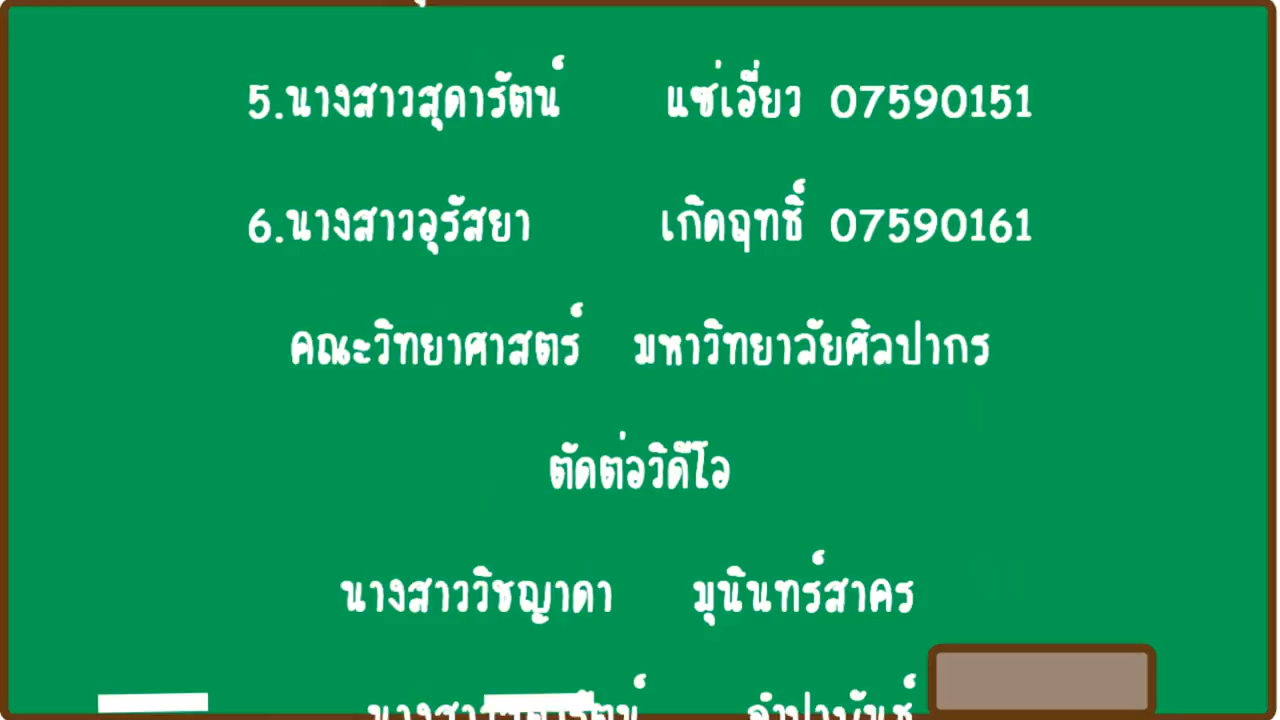 5.นางสาวสุดารัตน์ แซ่เอี่ยว 07590151
6.นางสาวอุรัสยา เกิดฤทธิ์ 07590161
คณะวิทยาศาสตร์ มหาวิทยาลัยศิลปากร
ตัดต่อวิดีโอ
นางสาววิชญาดา มุนินทร์สาคร